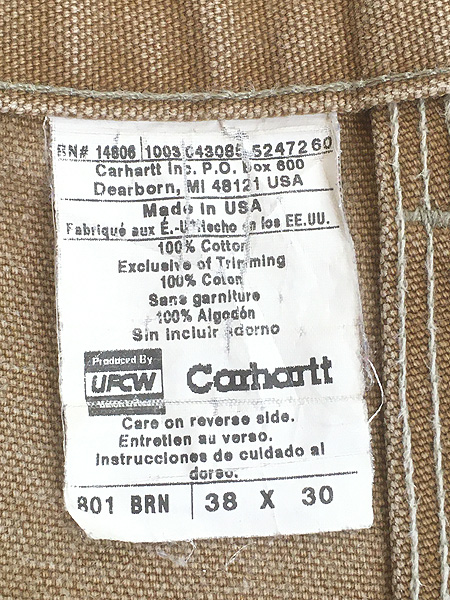 RN# 14806 1003 043085 5247260
Carhartt Inc. P.O. Box 600
Dearborn, MI 48121 USA
Made in USA
Fabriqué aux É.-U. Hecho en los EE.UU.
100% Cotton
Exclusive of Trimming
100% Coton
Sans garniture
100% Algodón
Sin incluir adorno
Produced By
UFCW
Carhartt
Care on reverse side.
Entretien au verso.
Instrucciones de cuidado al
dorso.
801 BRN 38 X 30